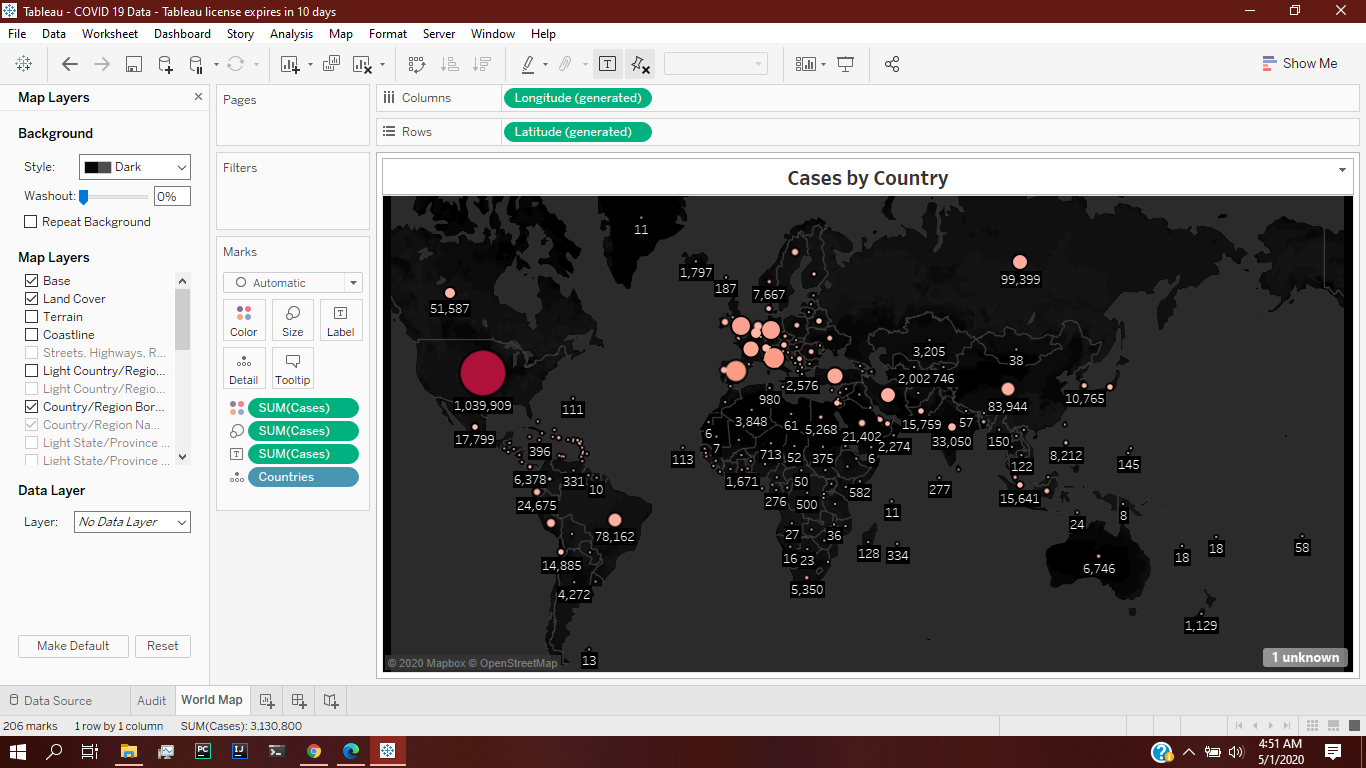 Tableau - COVID 19 Data - Tableau license expires in 10 days
File Data Worksheet Dashboard Story Analysis Map Format Server Window Help
Show Me
Map Layers
Background
Style: Dark
Washout: 0%
Repeat Background
Map Layers
Base
Land Cover
Terrain
Coastline
Streets, Highways, R...
Light Country/Regio...
Light Country/Regio...
Country/Region Bor...
Country/Region Na...
Light State/Province ...
Light State/Province ...
Data Layer
Layer: No Data Layer
Make Default Reset
Pages
Filters
Marks
Automatic
Color Size Label
Detail Tooltip
SUM(Cases)
SUM(Cases)
SUM(Cases)
Countries
Columns Longitude (generated)
Rows Latitude (generated)
Cases by Country
11
1,797
99,399
187
7,667
51,587
3,205
38
2,002 746
2,576
980
10,765
1,039,909
83,944
111
3,848 61 5,268
15,759 57
17,799
6
21,402
33,050 150
7
2,274
396
713 52 375 6
8,212
113
145
122
6,378 331
1,671
50
10
277
582
24,675
276 500
15,641
11
8
24
78,162
27 36
18
58
128 334
18
14,885
16 23
6,746
4,272
5,350
1,129
13
© 2020 Mapbox © OpenStreetMap
1 unknown
Data Source Audit World Map
206 marks 1 row by 1 column SUM(Cases): 3,130,800
PC
IJ
4:51 AM
5/1/2020